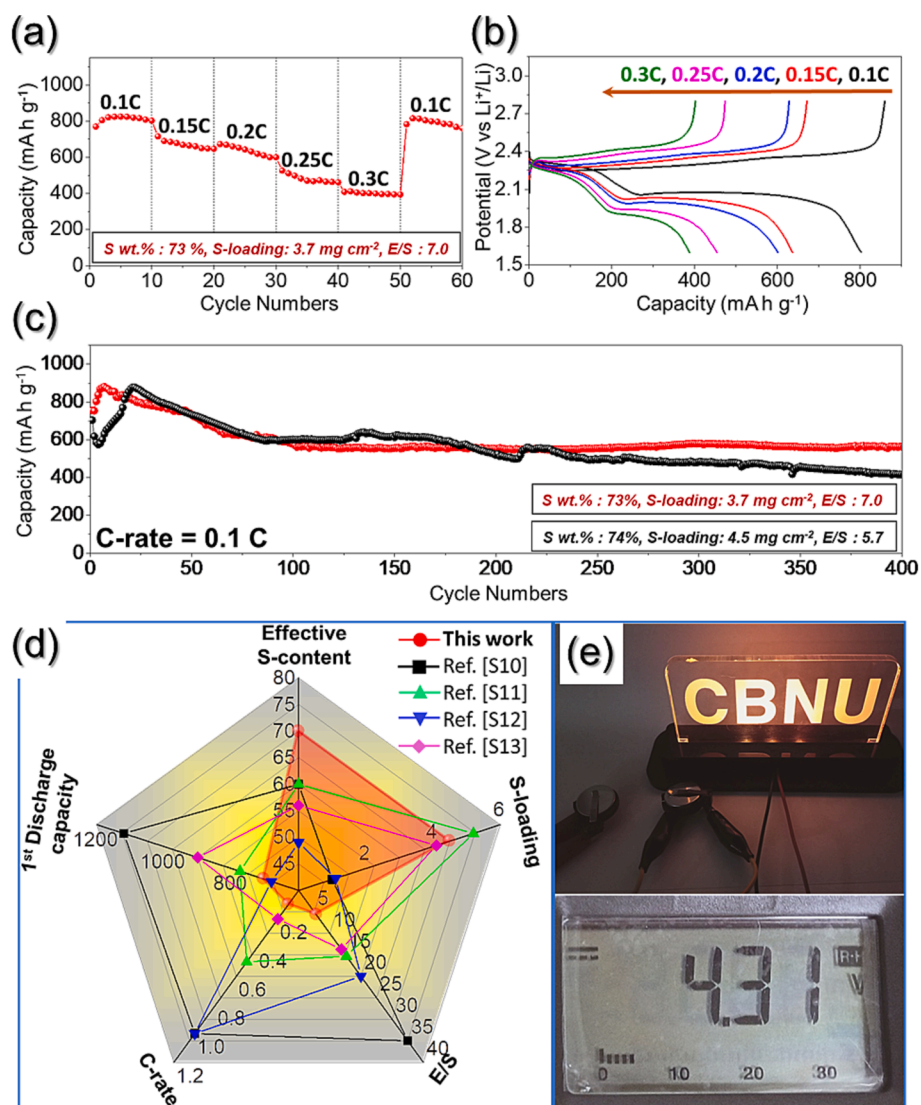 (a)
Capacity (mA h g⁻¹)
1000
800
600
400
200
0
0.1C
0.15C
0.2C
0.25C
0.3C
0.1C
S wt.% : 73 %, S-loading: 3.7 mg cm⁻², E/S : 7.0
0 10 20 30 40 50 60
Cycle Numbers
(b)
Potential (V vs Li⁺/Li)
3.0
2.7
2.4
2.1
1.8
1.5
0.3C, 0.25C, 0.2C, 0.15C, 0.1C
0 200 400 600 800
Capacity (mA h g⁻¹)
(c)
Capacity (mA h g⁻¹)
1000
800
600
400
200
0
S wt.% : 73%, S-loading: 3.7 mg cm⁻², E/S : 7.0
S wt.% : 74%, S-loading: 4.5 mg cm⁻², E/S : 5.7
C-rate = 0.1 C
0 50 100 150 200 250 300 350 400
Cycle Numbers
(d)
Effective
S-content
80
75
70
65
60
55
50
45
This work
Ref. [S10]
Ref. [S11]
Ref. [S12]
Ref. [S13]
S-loading
2
4
6
E/S
5
10
15
20
25
30
35
40
C-rate
0.2
0.4
0.6
0.8
1.0
1.2
1st Discharge
capacity
800
1000
1200
(e)
CBNU
4.31
R·H
V
0 10 20 30